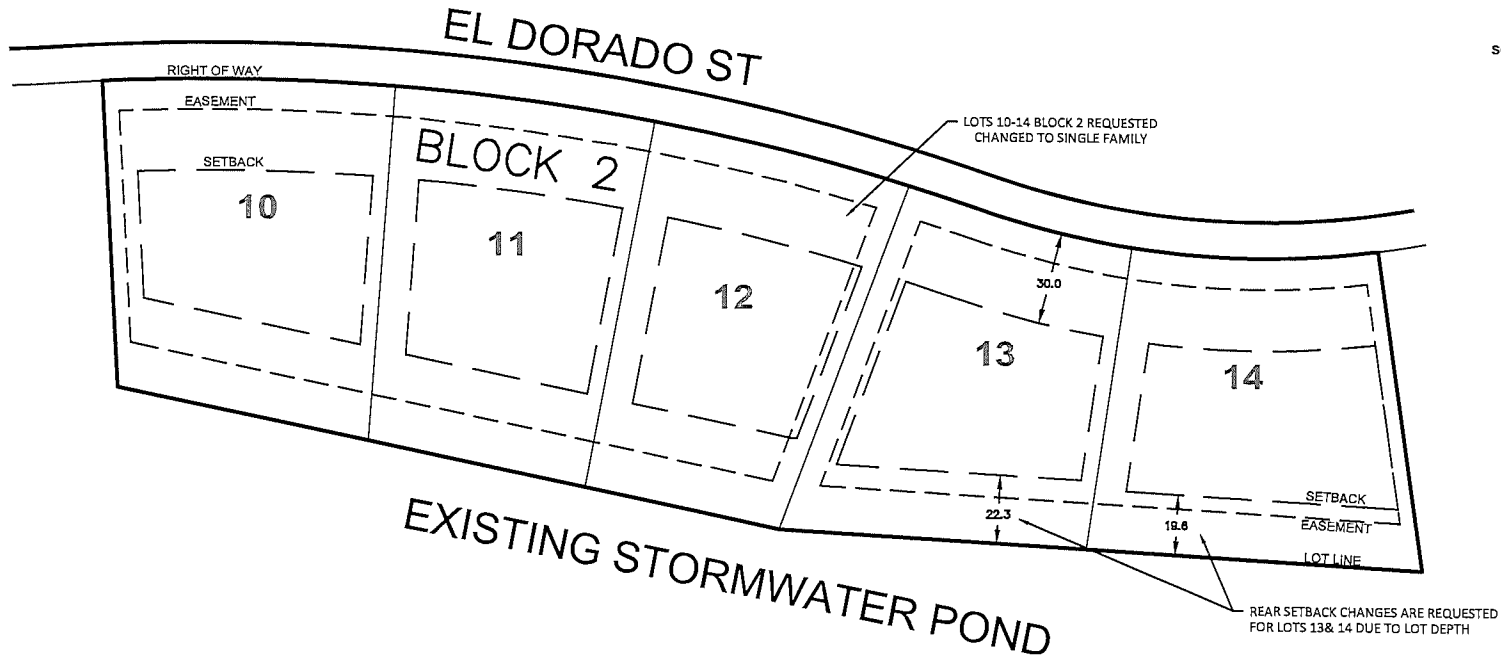 EL DORADO ST
RIGHT OF WAY
EASEMENT
LOTS 10-14 BLOCK 2 REQUESTED
CHANGED TO SINGLE FAMILY
BLOCK 2
SETBACK
10
11
12
13
14
30.0
22.3
19.6
SETBACK
EASEMENT
LOT LINE
EXISTING STORMWATER POND
REAR SETBACK CHANGES ARE REQUESTED
FOR LOTS 13& 14 DUE TO LOT DEPTH